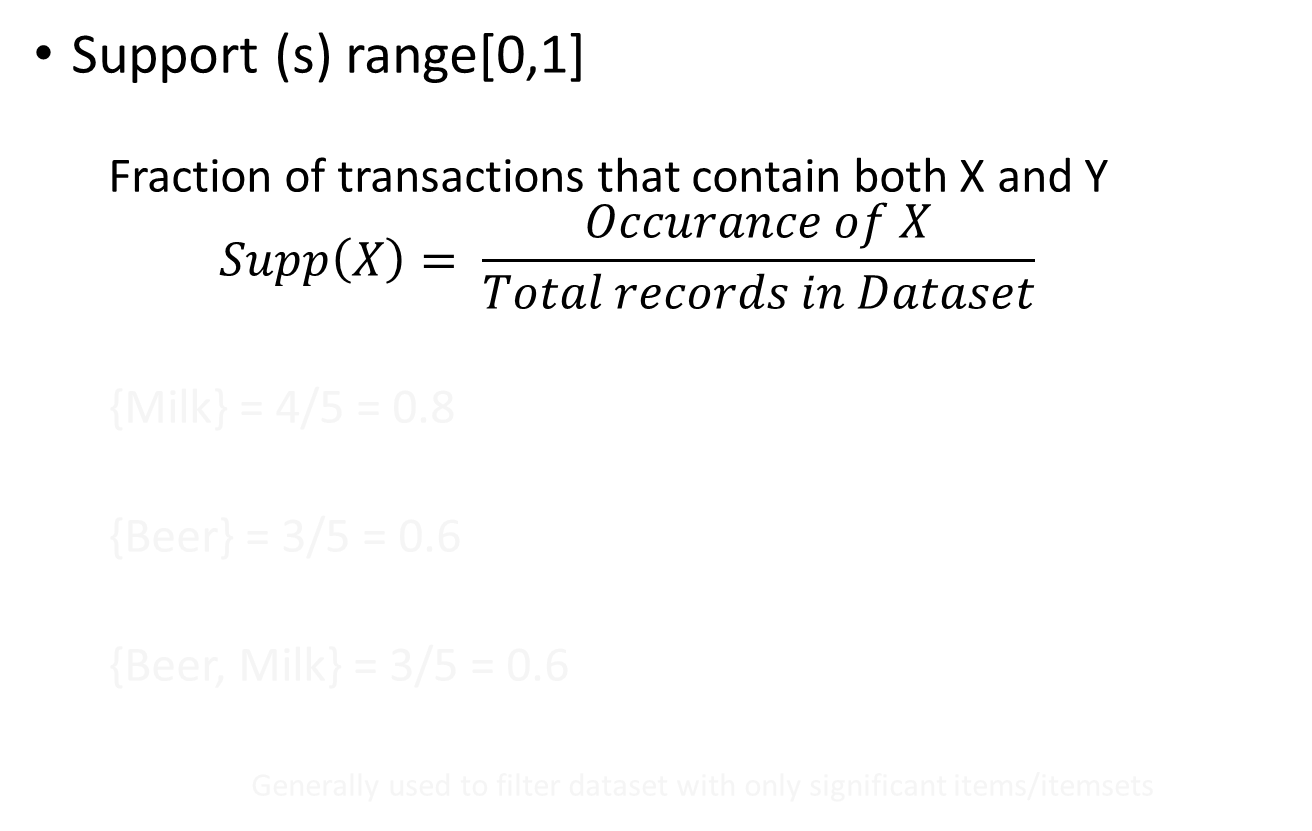 • Support (s) range[0,1]
Fraction of transactions that contain both X and Y
Supp(X) = Occurance of X / Total records in Dataset
{Milk} = 4/5 = 0.8
{Beer} = 3/5 = 0.6
{Beer, Milk} = 3/5 = 0.6
Generally used to filter dataset with only significant items/itemsets